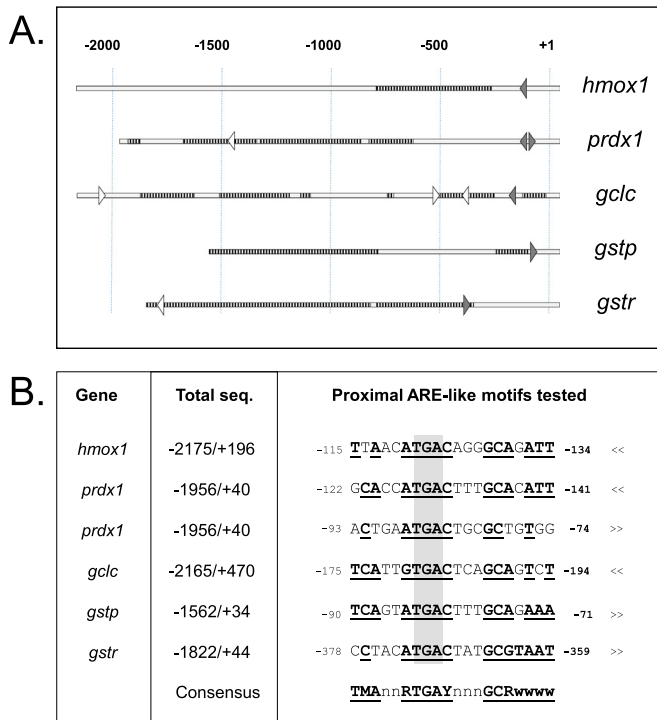 A.
-2000 -1500 -1000 -500 +1
hmox1
prdx1
gclc
gstp
gstr
B.
Gene Total seq. Proximal ARE-like motifs tested
hmox1 -2175/+196 -115 TTAACATGACAGGGCAGATT -134 <<
prdx1 -1956/+40 -122 GCACCATGACTTTGCACATT -141 <<
prdx1 -1956/+40 -93 ACTGAATGACTGCGCTGTGG -74 >>
gclc -2165/+470 -175 TCATTGTGACTCAGCAGTCT -194 <<
gstp -1562/+34 -90 TCAGTATGACTTTGCAGAAA -71 >>
gstr -1822/+44 -378 CCTACATGACTATGCGTAAT -359 >>
Consensus TMAnnRTGAYnnnGCRwwww